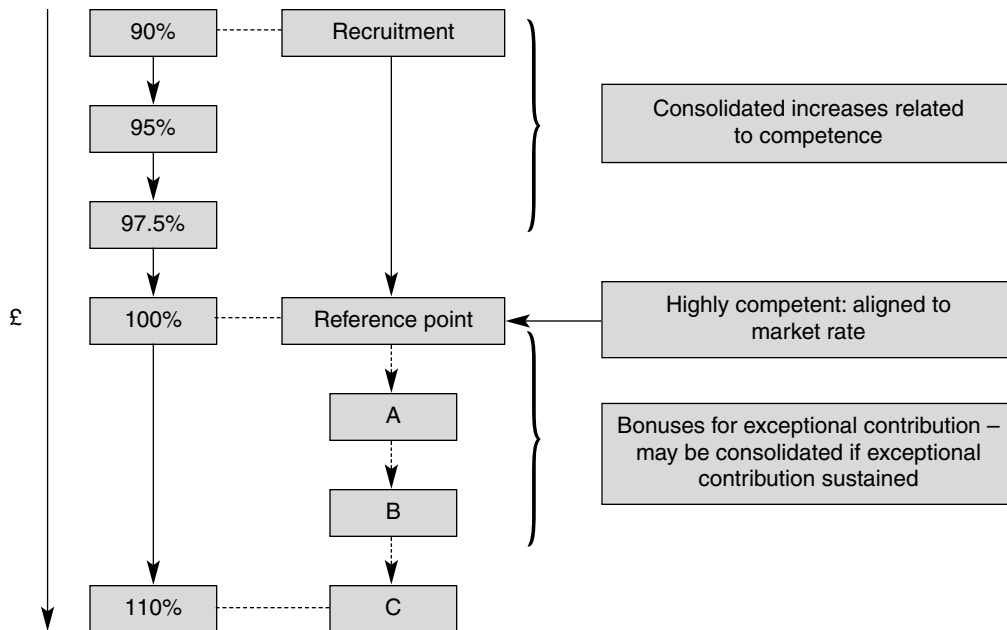 90%
Recruitment
95%
Consolidated increases related
to competence
97.5%
£
100%
Reference point
Highly competent: aligned to
market rate
A
Bonuses for exceptional contribution –
may be consolidated if exceptional
contribution sustained
B
110%
C